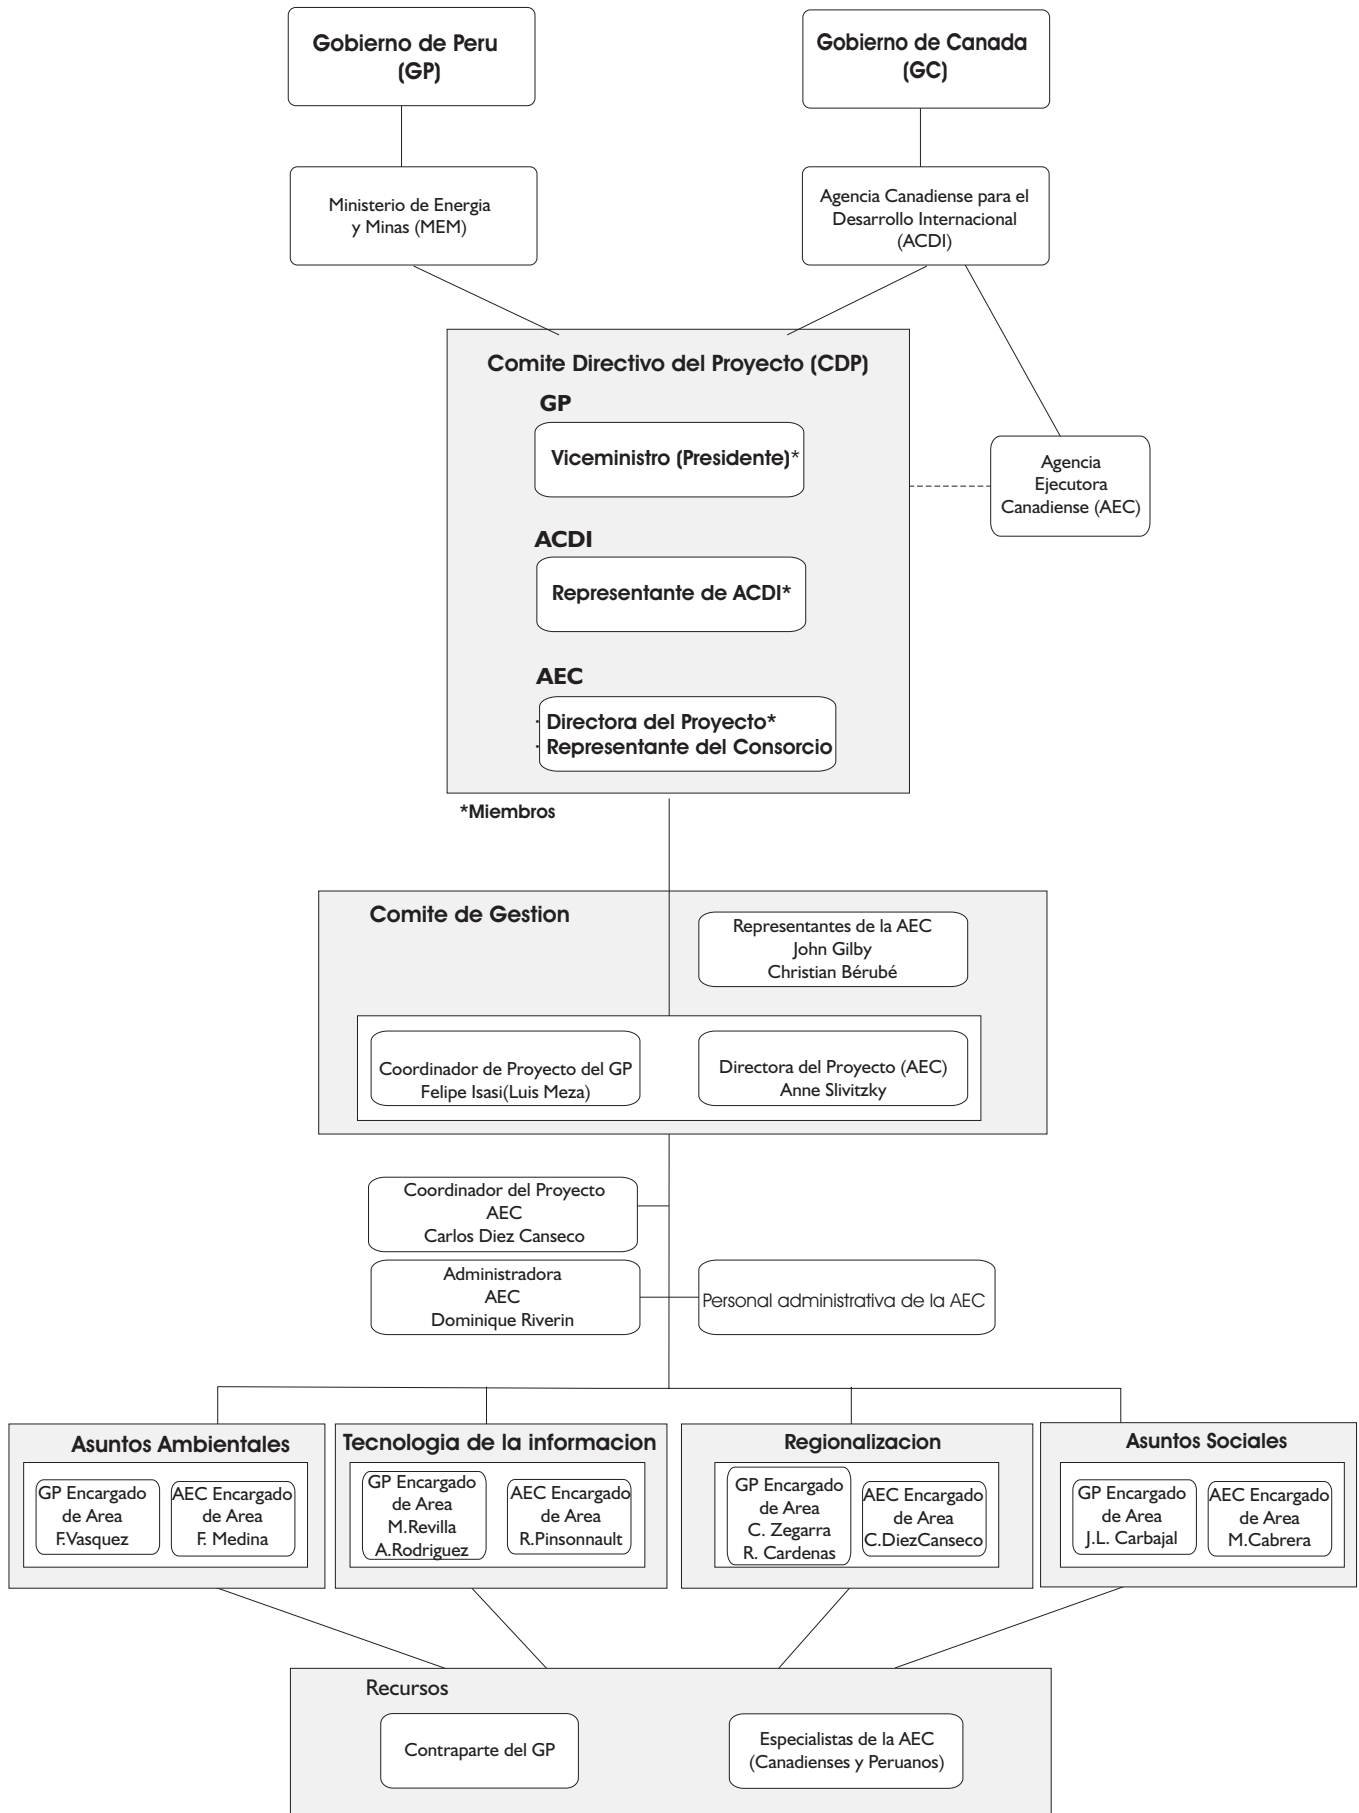 Gobierno de Peru
(GP)
Gobierno de Canada
(GC)
Ministerio de Energia
y Minas (MEM)
Agencia Canadiense para el
Desarrollo Internacional
(ACDI)
Comite Directivo del Proyecto (CDP)
GP
Viceministro (Presidente)*
Agencia
Ejecutora
Canadiense (AEC)
ACDI
Representante de ACDI*
AEC
· Directora del Proyecto*
· Representante del Consorcio
*Miembros
Comite de Gestion
Representantes de la AEC
John Gilby
Christian Bérubé
Coordinador de Proyecto del GP
Felipe Isasi(Luis Meza)
Directora del Proyecto (AEC)
Anne Slivitzky
Coordinador del Proyecto
AEC
Carlos Diez Canseco
Administradora
AEC
Dominique Riverin
Personal administrativa de la AEC
Asuntos Ambientales
GP Encargado
de Area
F.Vasquez
AEC Encargado
de Area
F. Medina
Tecnologia de la informacion
GP Encargado
de Area
M.Revilla
A.Rodriguez
AEC Encargado
de Area
R.Pinsonnault
Regionalizacion
GP Encargado
de Area
C. Zegarra
R. Cardenas
AEC Encargado
de Area
C.DiezCanseco
Asuntos Sociales
GP Encargado
de Area
J.L. Carbajal
AEC Encargado
de Area
M.Cabrera
Recursos
Contraparte del GP
Especialistas de la AEC
(Canadienses y Peruanos)